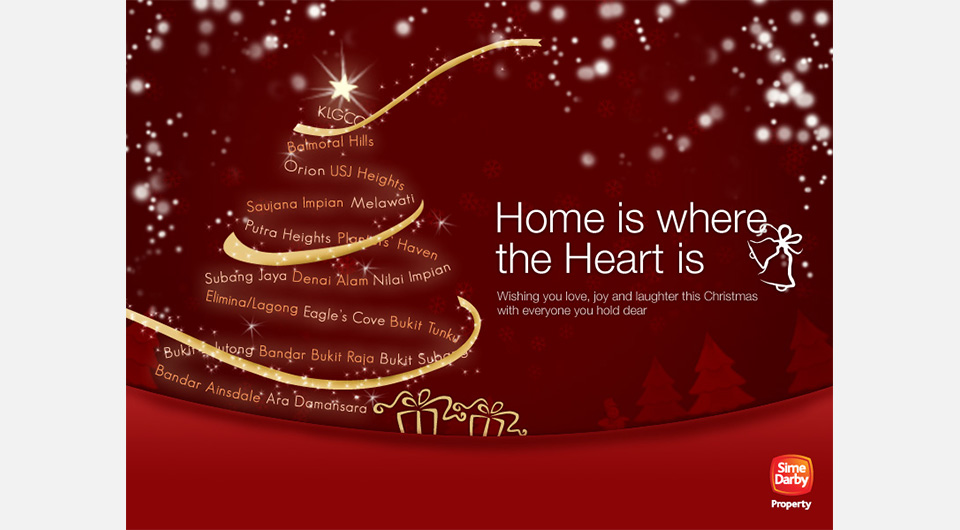 KLGCC
Balmoral Hills
Orion USJ Heights
Saujana Impian Melawati
Putra Heights Planters' Haven
Subang Jaya Denai Alam Nilai Impian
Elimina/Lagong Eagle's Cove Bukit Tunku
Bukit Jelutong Bandar Bukit Raja Bukit Subang
Bandar Ainsdale Ara Damansara
Home is where
the Heart is
Wishing you love, joy and laughter this Christmas
with everyone you hold dear
Sime
Darby
Property